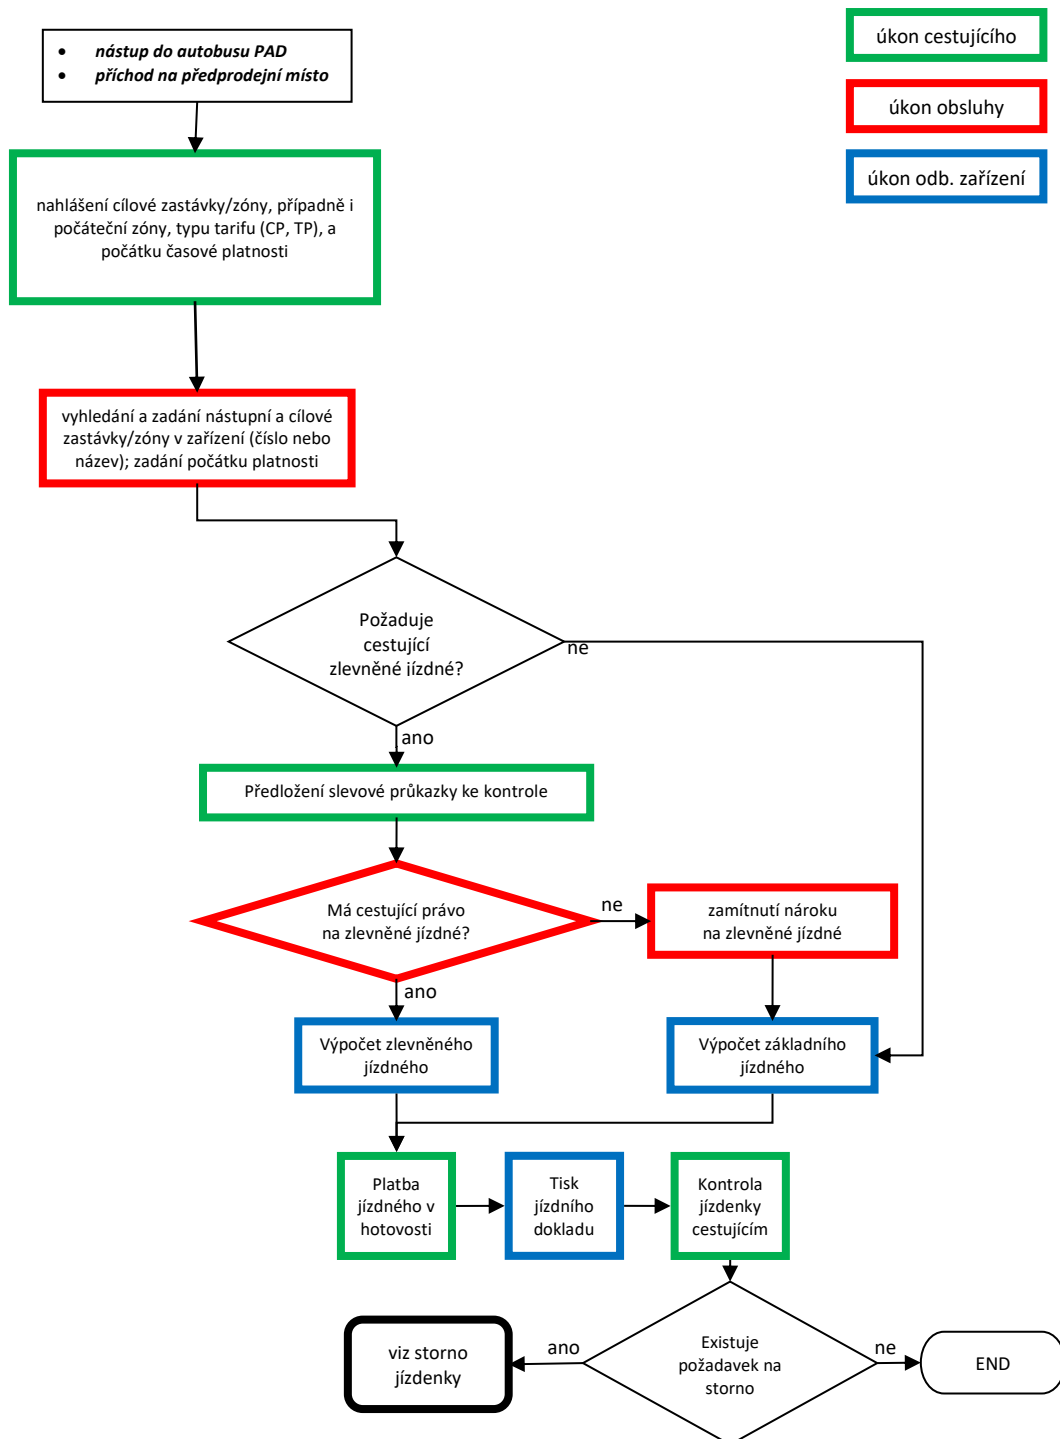 • nástup do autobusu PAD
• příchod na předprodejní místo
úkon cestujícího
úkon obsluhy
úkon odb. zařízení
nahlášení cílové zastávky/zóny, případně i
počáteční zóny, typu tarifu (CP, TP), a
počátku časové platnosti
vyhledání a zadání nástupní a cílové
zastávky/zóny v zařízení (číslo nebo
název); zadání počátku platnosti
Požaduje
cestující
zlevněné jízdné?
ne
ano
Předložení slevové průkazky ke kontrole
Má cestující právo
na zlevněné jízdné?
ne
zamítnutí nároku
na zlevněné jízdné
ano
Výpočet zlevněného
jízdného
Výpočet základního
jízdného
Platba
jízdného v
hotovosti
Tisk
jízdního
dokladu
Kontrola
jízdenky
cestujícím
Existuje
požadavek na
storno
ano
viz storno
jízdenky
ne
END